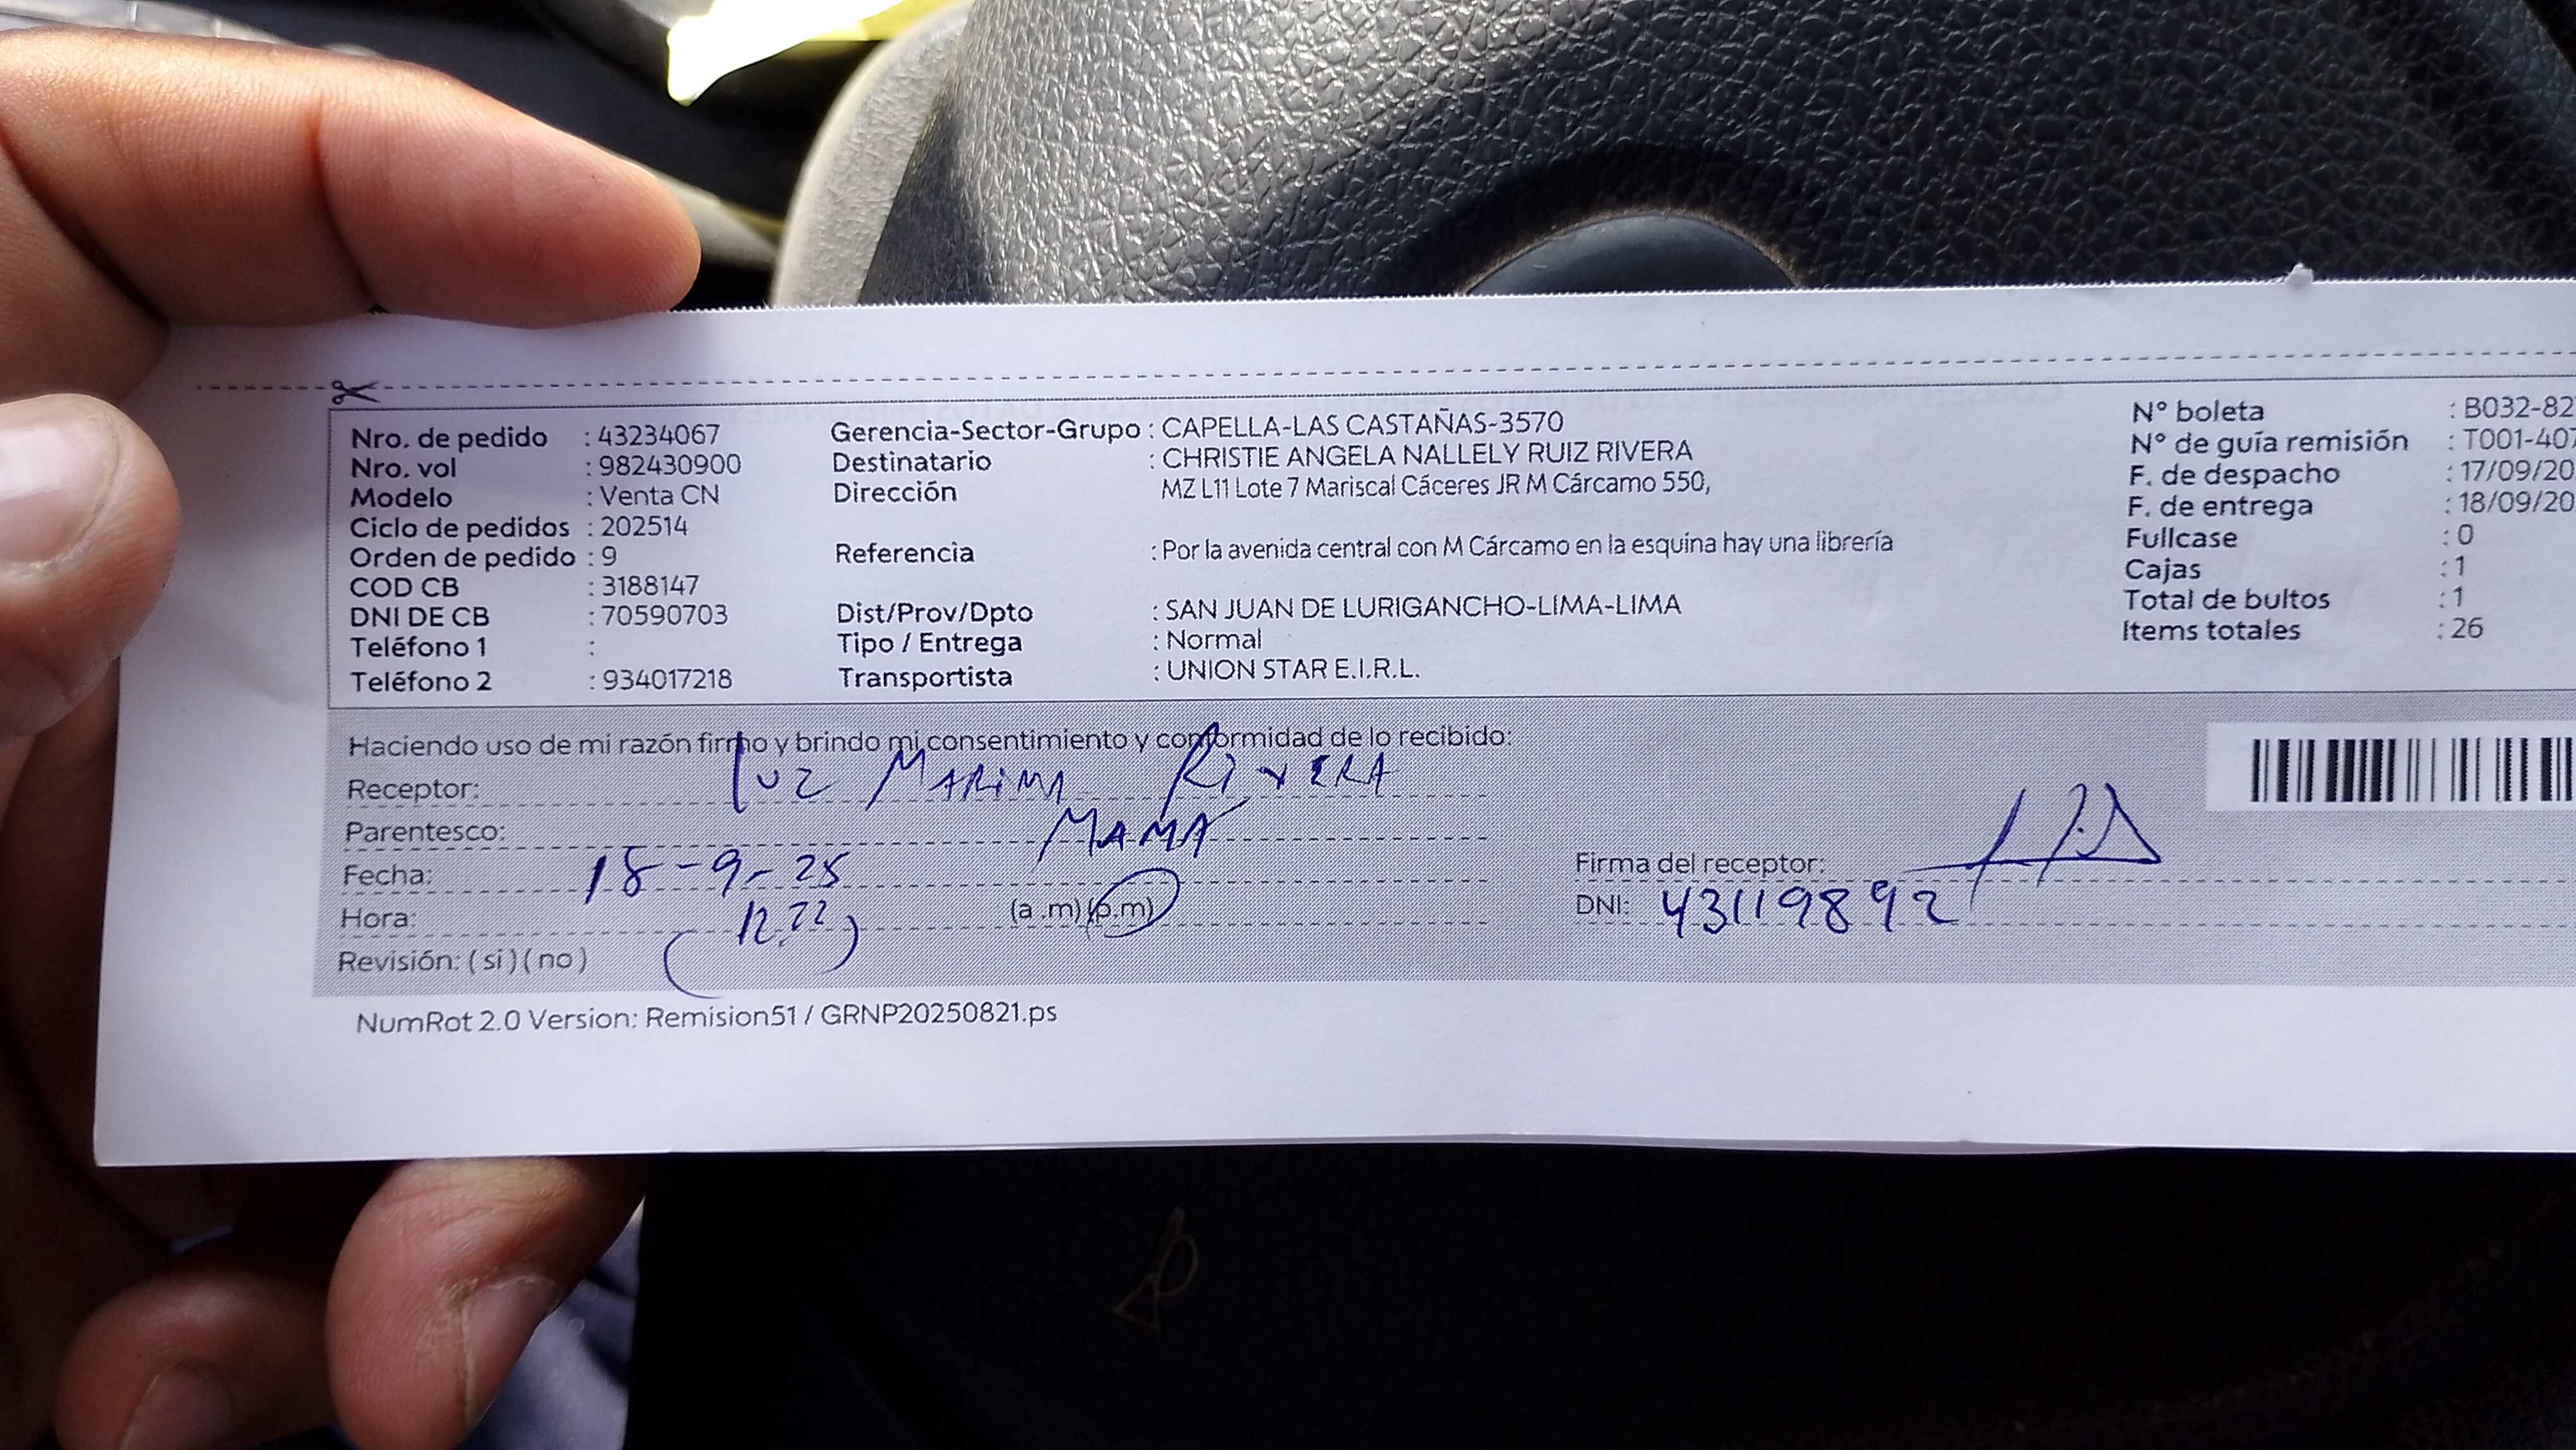 Nro. de pedido : 43234067
Nro. vol : 982430900
Modelo : Venta CN
Ciclo de pedidos : 202514
Orden de pedido : 9
COD CB : 3188147
DNI DE CB : 70590703
Teléfono 1 :
Teléfono 2 : 934017218
Gerencia-Sector-Grupo : CAPELLA-LAS CASTAÑAS-3570
Destinatario : CHRISTIE ANGELA NALLELY RUIZ RIVERA
Dirección MZ L11 Lote 7 Mariscal Cáceres JR M Cárcamo 550,
Referencia : Por la avenida central con M Cárcamo en la esquina hay una librería
Dist/Prov/Dpto : SAN JUAN DE LURIGANCHO-LIMA-LIMA
Tipo / Entrega : Normal
Transportista : UNION STAR E.I.R.L.
N° boleta : B032-82
N° de guía remisión : T001-407
F. de despacho : 17/09/20
F. de entrega : 18/09/20
Fullcase : 0
Cajas : 1
Total de bultos : 1
Items totales : 26
Haciendo uso de mi razón firmo y brindo mi consentimiento y conformidad de lo recibido:
Receptor: Luz MARINA RIVERA
Parentesco: MAMA
Fecha: 18-9-25
Hora: 12.22 (a .m) (p.m)
Revisión: ( si ) ( no )
Firma del receptor:
DNI: 43119892
NumRot 2.0 Version: Remision51 / GRNP20250821.ps